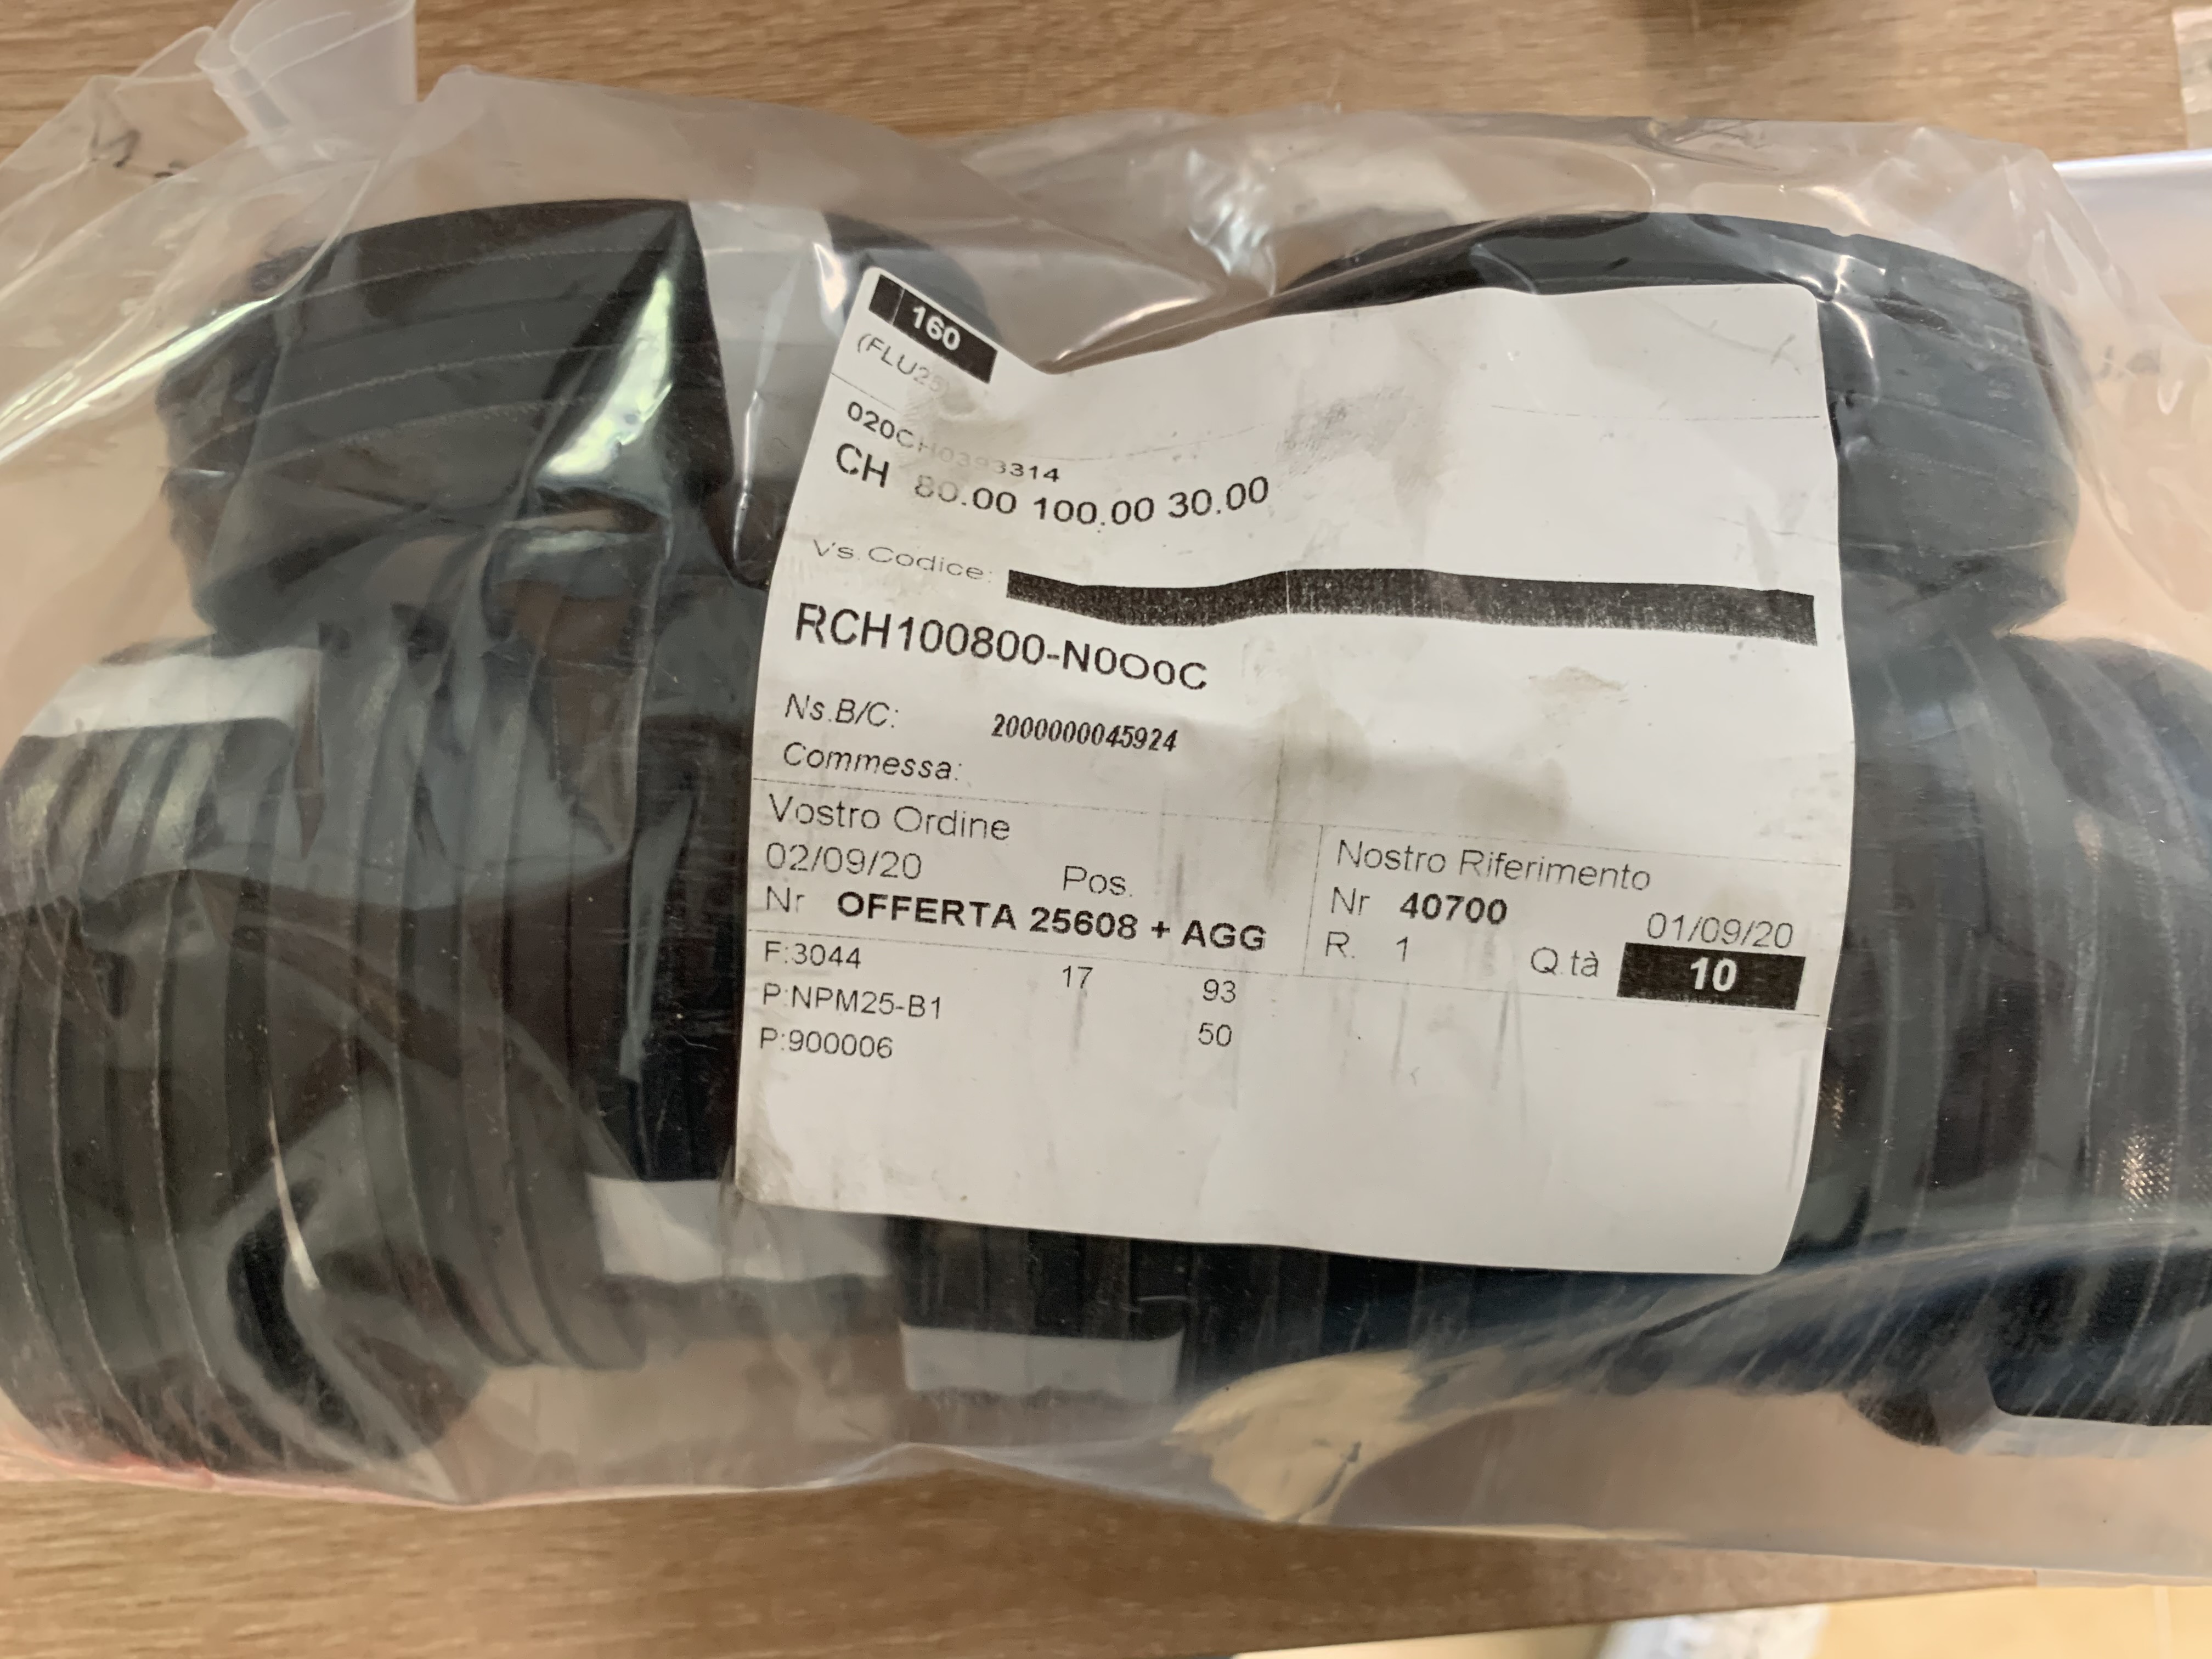 160
(FLU25)
020CH0393314
CH 80.00 100.00 30.00
Vs.Codice:
RCH100800-N0OoC
Ns.B/C: 2000000045924
Commessa:
Vostro Ordine
02/09/20 Pos.
Nr OFFERTA 25608 + AGG
Nostro Riferimento
Nr 40700 01/09/20
R. 1 Q.tà 10
F:3044 17 93
P:NPM25-B1 50
P:900006